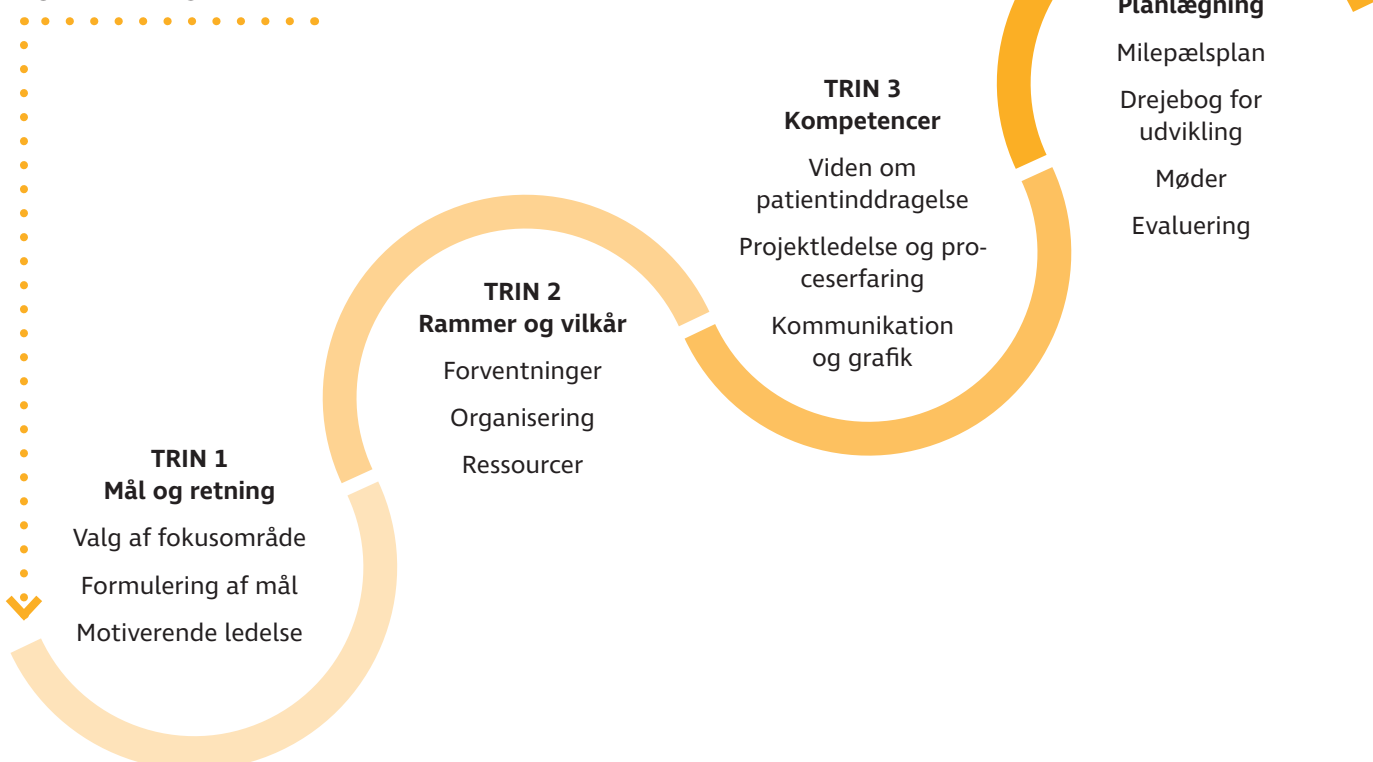 TRIN 1
Mål og retning
Valg af fokusområde
Formulering af mål
Motiverende ledelse
TRIN 2
Rammer og vilkår
Forventninger
Organisering
Ressourcer
TRIN 3
Kompetencer
Viden om
patientinddragelse
Projektledelse og pro-
ceserfaring
Kommunikation
og grafik
Planlægning
Milepælsplan
Drejebog for
udvikling
Møder
Evaluering